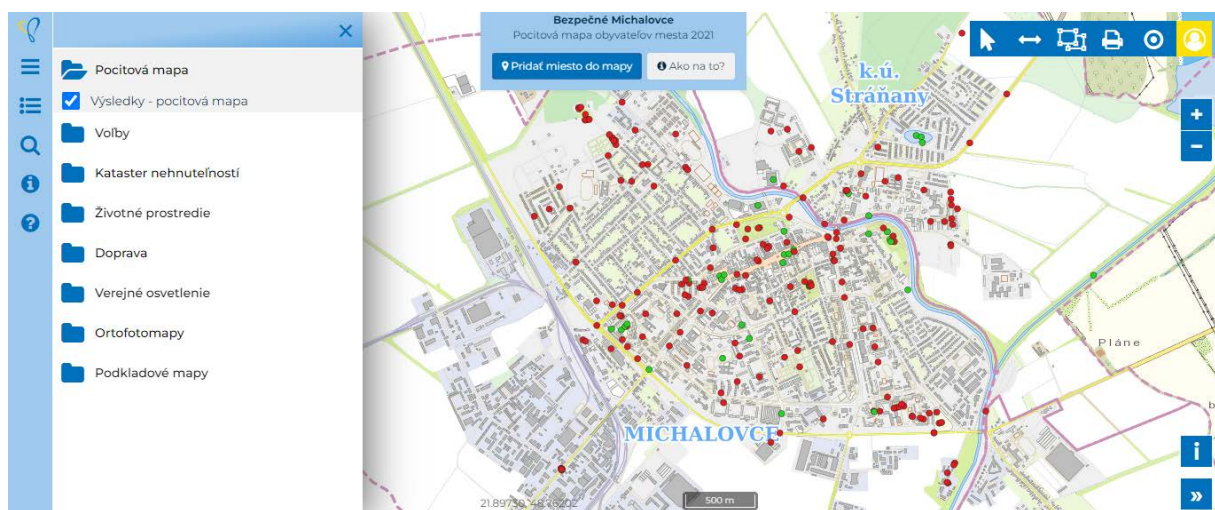 Pocitová mapa
Výsledky - pocitová mapa
Voľby
Kataster nehnuteľností
Životné prostredie
Doprava
Verejné osvetlenie
Ortofotomapy
Podkladové mapy
Bezpečné Michalovce
Pocitová mapa obyvateľov mesta 2021
Pridať miesto do mapy
Ako na to?
k.ú.
Stráňany
Pláne
MICHALOVCE
500 m